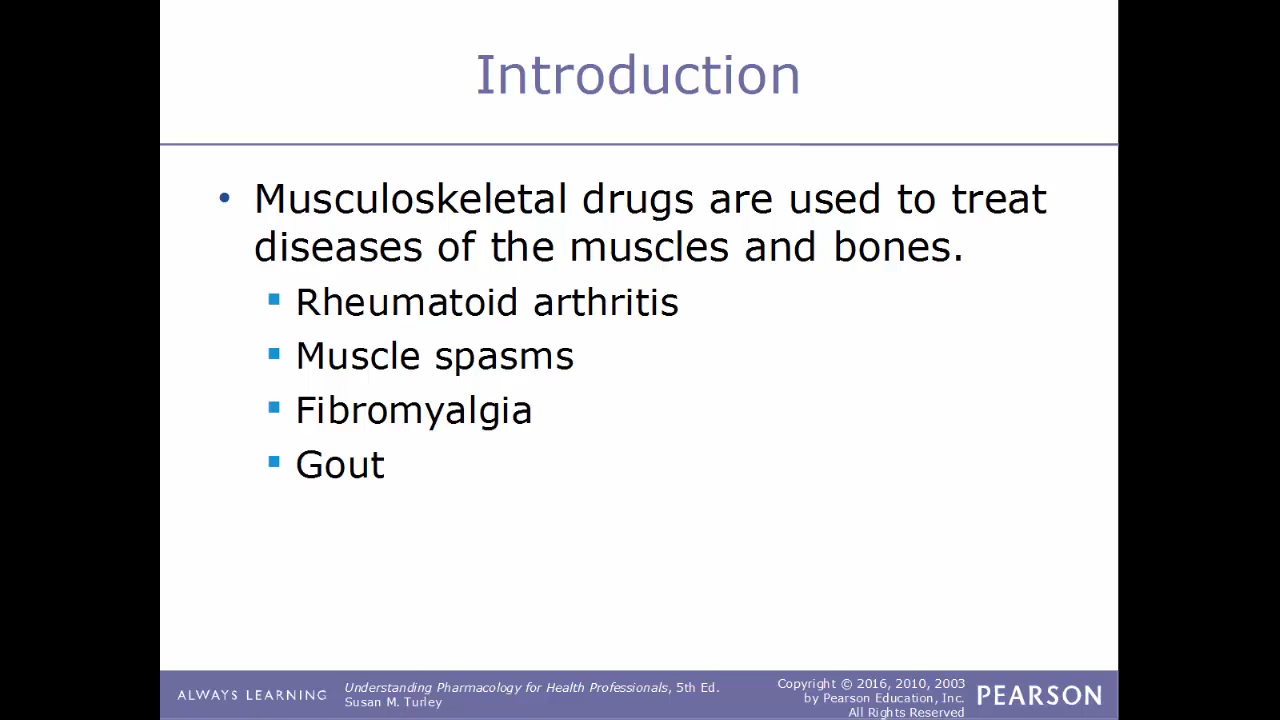 Introduction
• Musculoskeletal drugs are used to treat
diseases of the muscles and bones.
▪ Rheumatoid arthritis
▪ Muscle spasms
▪ Fibromyalgia
▪ Gout
ALWAYS LEARNING
Understanding Pharmacology for Health Professionals, 5th Ed.
Susan M. Turley
Copyright © 2016, 2010, 2003
by Pearson Education, Inc.
All Rights Reserved
PEARSON